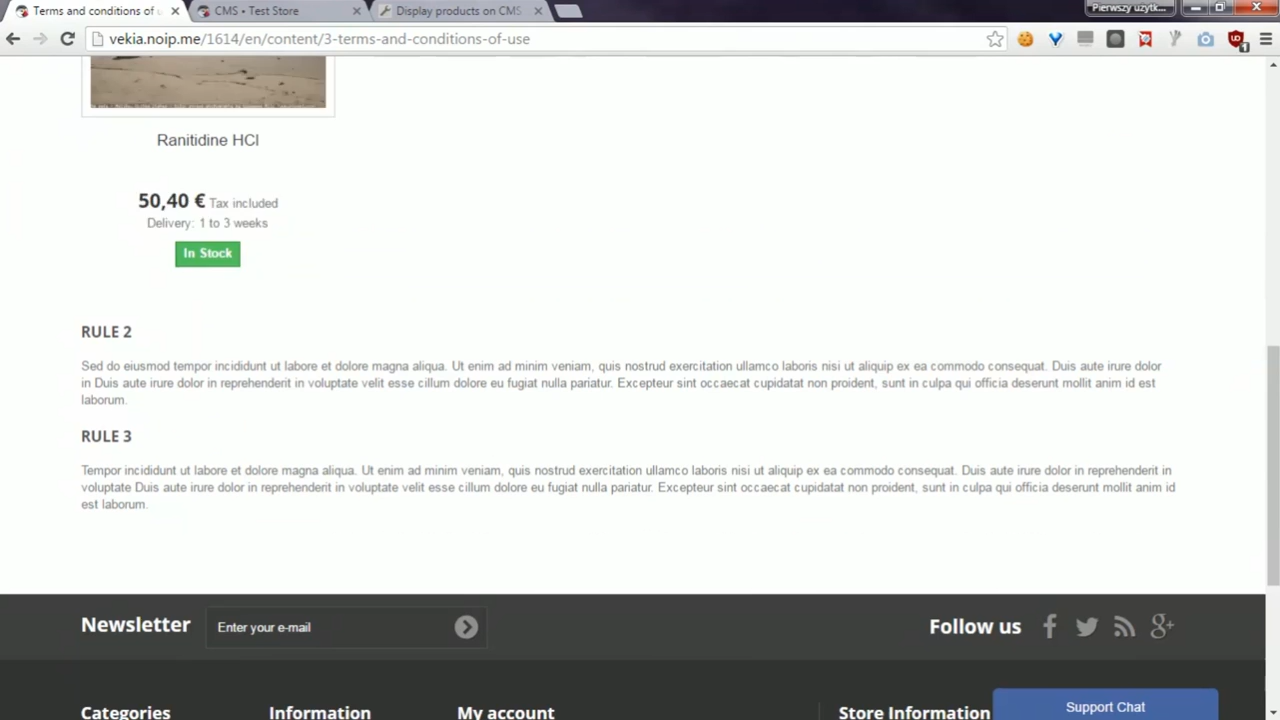 Terms and conditions of u
CMS • Test Store
Display products on CMS
Pierwszy użytk...
vekia.noip.me/1614/en/content/3-terms-and-conditions-of-use
1
Ranitidine HCl
50,40 € Tax included
Delivery: 1 to 3 weeks
In Stock
RULE 2
Sed do eiusmod tempor incididunt ut labore et dolore magna aliqua. Ut enim ad minim veniam, quis nostrud exercitation ullamco laboris nisi ut aliquip ex ea commodo consequat. Duis aute irure dolor
in Duis aute irure dolor in reprehenderit in voluptate velit esse cillum dolore eu fugiat nulla pariatur. Excepteur sint occaecat cupidatat non proident, sunt in culpa qui officia deserunt mollit anim id est
laborum.
RULE 3
Tempor incididunt ut labore et dolore magna aliqua. Ut enim ad minim veniam, quis nostrud exercitation ullamco laboris nisi ut aliquip ex ea commodo consequat. Duis aute irure dolor in reprehenderit in
voluptate Duis aute irure dolor in reprehenderit in voluptate velit esse cillum dolore eu fugiat nulla pariatur. Excepteur sint occaecat cupidatat non proident, sunt in culpa qui officia deserunt mollit anim id
est laborum.
Newsletter
Enter your e-mail
Follow us
Categories
Information
My account
Store Information
Support Chat